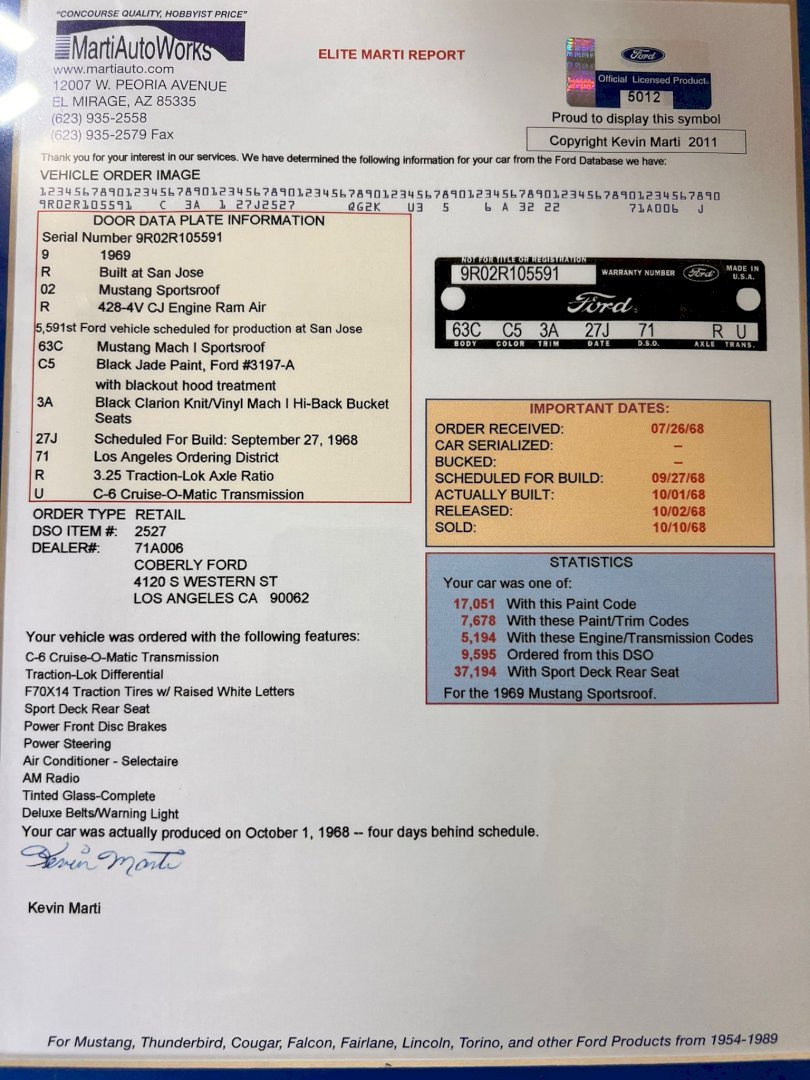 "CONCOURSE QUALITY, HOBBYIST PRICE"
MartiAutoWorks
www.martiauto.com
12007 W. PEORIA AVENUE
EL MIRAGE, AZ 85335
(623) 935-2558
(623) 935-2579 Fax
ELITE MARTI REPORT
Ford
Official Licensed Product
5012
Proud to display this symbol
Copyright Kevin Marti 2011
Thank you for your interest in our services. We have determined the following information for your car from the Ford Database we have:
VEHICLE ORDER IMAGE
12345678901234567890123456789012345678901234567890123456789012345678901234567890
9R02R105591 C 3A 1 27J2527 QG2K U3 5 6 A 32 22 71A006 J
DOOR DATA PLATE INFORMATION
Serial Number 9R02R105591
9 1969
R Built at San Jose
02 Mustang Sportsroof
R 428-4V CJ Engine Ram Air
5,591st Ford vehicle scheduled for production at San Jose
63C Mustang Mach I Sportsroof
C5 Black Jade Paint, Ford #3197-A
with blackout hood treatment
3A Black Clarion Knit/Vinyl Mach I Hi-Back Bucket
Seats
27J Scheduled For Build: September 27, 1968
71 Los Angeles Ordering District
R 3.25 Traction-Lok Axle Ratio
U C-6 Cruise-O-Matic Transmission
NOT FOR TITLE OR REGISTRATION
9R02R105591 WARRANTY NUMBER Ford MADE IN
U.S.A.
Ford
63C C5 3A 27J 71 R U
BODY COLOR TRIM DATE D.S.O. AXLE TRANS.
IMPORTANT DATES:
ORDER RECEIVED: 07/26/68
CAR SERIALIZED: –
BUCKED: –
SCHEDULED FOR BUILD: 09/27/68
ACTUALLY BUILT: 10/01/68
RELEASED: 10/02/68
SOLD: 10/10/68
ORDER TYPE RETAIL
DSO ITEM #: 2527
DEALER#: 71A006
COBERLY FORD
4120 S WESTERN ST
LOS ANGELES CA 90062
STATISTICS
Your car was one of:
17,051 With this Paint Code
7,678 With these Paint/Trim Codes
5,194 With these Engine/Transmission Codes
9,595 Ordered from this DSO
37,194 With Sport Deck Rear Seat
For the 1969 Mustang Sportsroof.
Your vehicle was ordered with the following features:
C-6 Cruise-O-Matic Transmission
Traction-Lok Differential
F70X14 Traction Tires w/ Raised White Letters
Sport Deck Rear Seat
Power Front Disc Brakes
Power Steering
Air Conditioner - Selectaire
AM Radio
Tinted Glass-Complete
Deluxe Belts/Warning Light
Your car was actually produced on October 1, 1968 -- four days behind schedule.
Kevin Marti
Kevin Marti
For Mustang, Thunderbird, Cougar, Falcon, Fairlane, Lincoln, Torino, and other Ford Products from 1954-1989